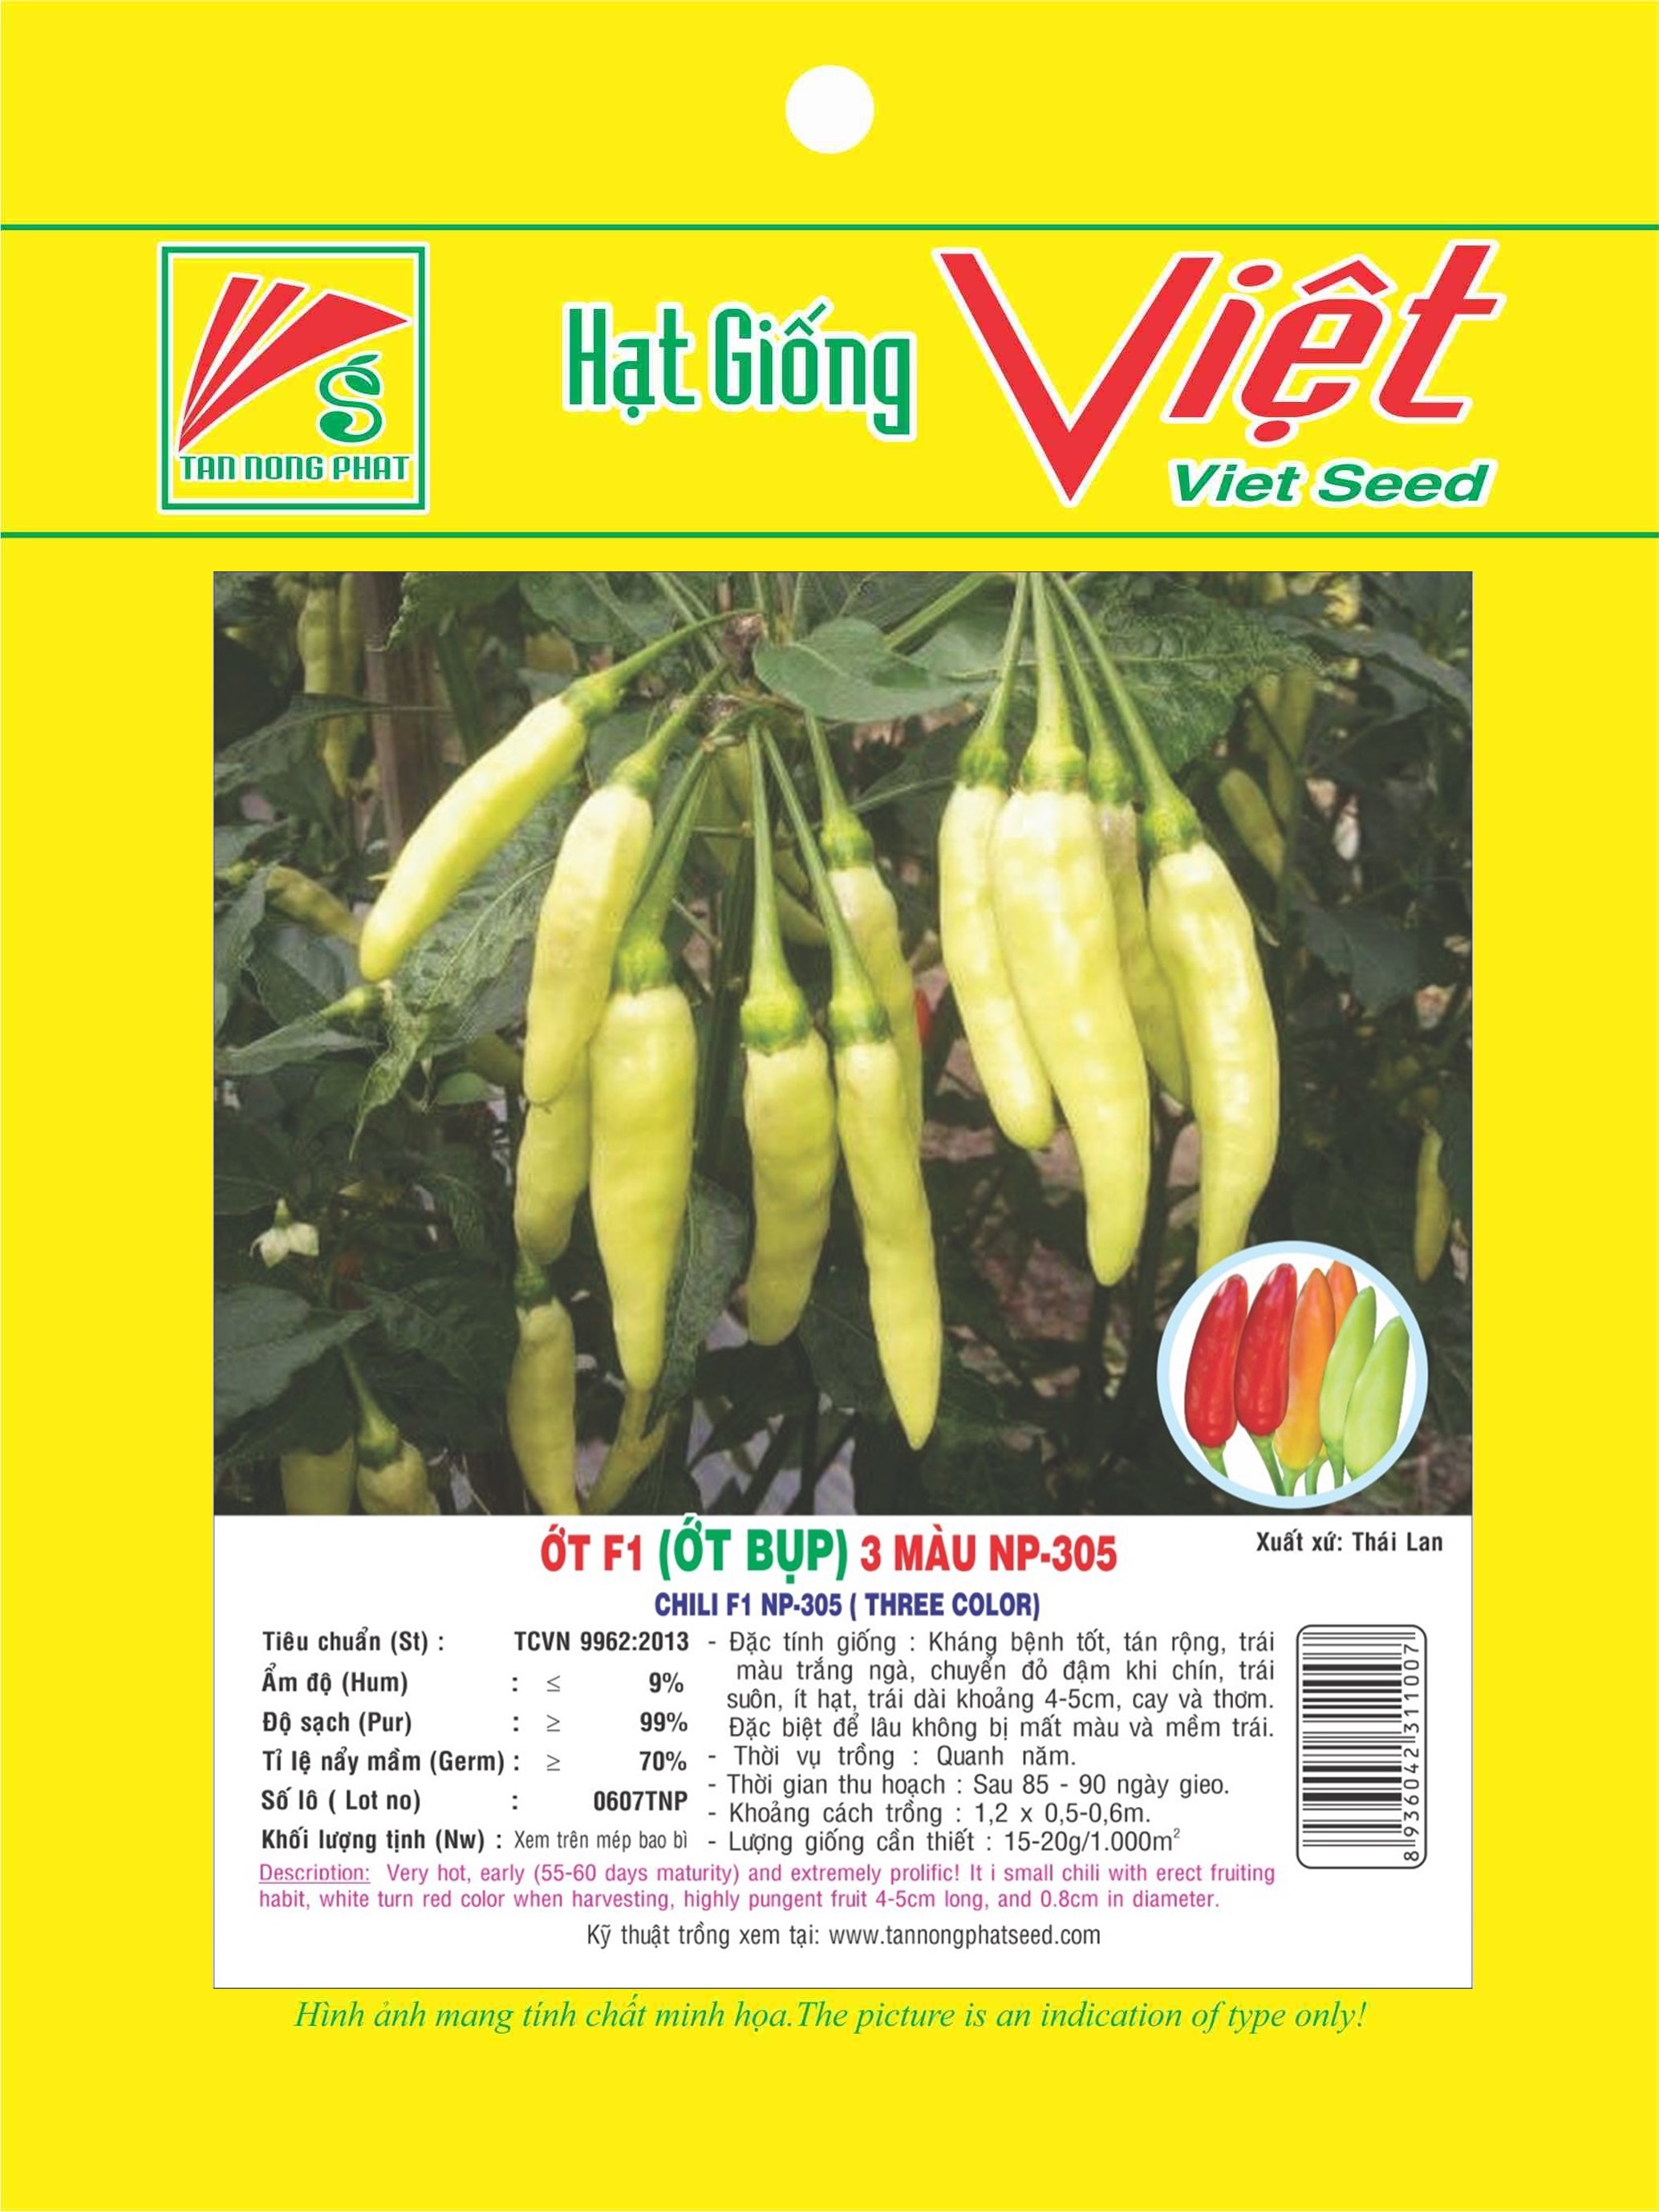 TAN NONG PHAT
Hạt Giống Việt
Viet Seed
ỚT F1 (ỚT BỤP) 3 MÀU NP-305
Xuất xứ: Thái Lan
CHILI F1 NP-305 ( THREE COLOR)
Tiêu chuẩn (St) : TCVN 9962:2013
Ẩm độ (Hum) : ≤ 9%
Độ sạch (Pur) : ≥ 99%
Tỉ lệ nẩy mầm (Germ) : ≥ 70%
Số lô ( Lot no) : 0607TNP
Khối lượng tịnh (Nw) : Xem trên mép bao bì
- Đặc tính giống : Kháng bệnh tốt, tán rộng, trái
màu trắng ngà, chuyển đỏ đậm khi chín, trái
suôn, ít hạt, trái dài khoảng 4-5cm, cay và thơm.
Đặc biệt để lâu không bị mất màu và mềm trái.
- Thời vụ trồng : Quanh năm.
- Thời gian thu hoạch : Sau 85 - 90 ngày gieo.
- Khoảng cách trồng : 1,2 x 0,5-0,6m.
- Lượng giống cần thiết : 15-20g/1.000m²
8936042311007
Description: Very hot, early (55-60 days maturity) and extremely prolific! It i small chili with erect fruiting
habit, white turn red color when harvesting, highly pungent fruit 4-5cm long, and 0.8cm in diameter.
Kỹ thuật trồng xem tại: www.tannongphatseed.com
Hình ảnh mang tính chất minh họa.The picture is an indication of type only!